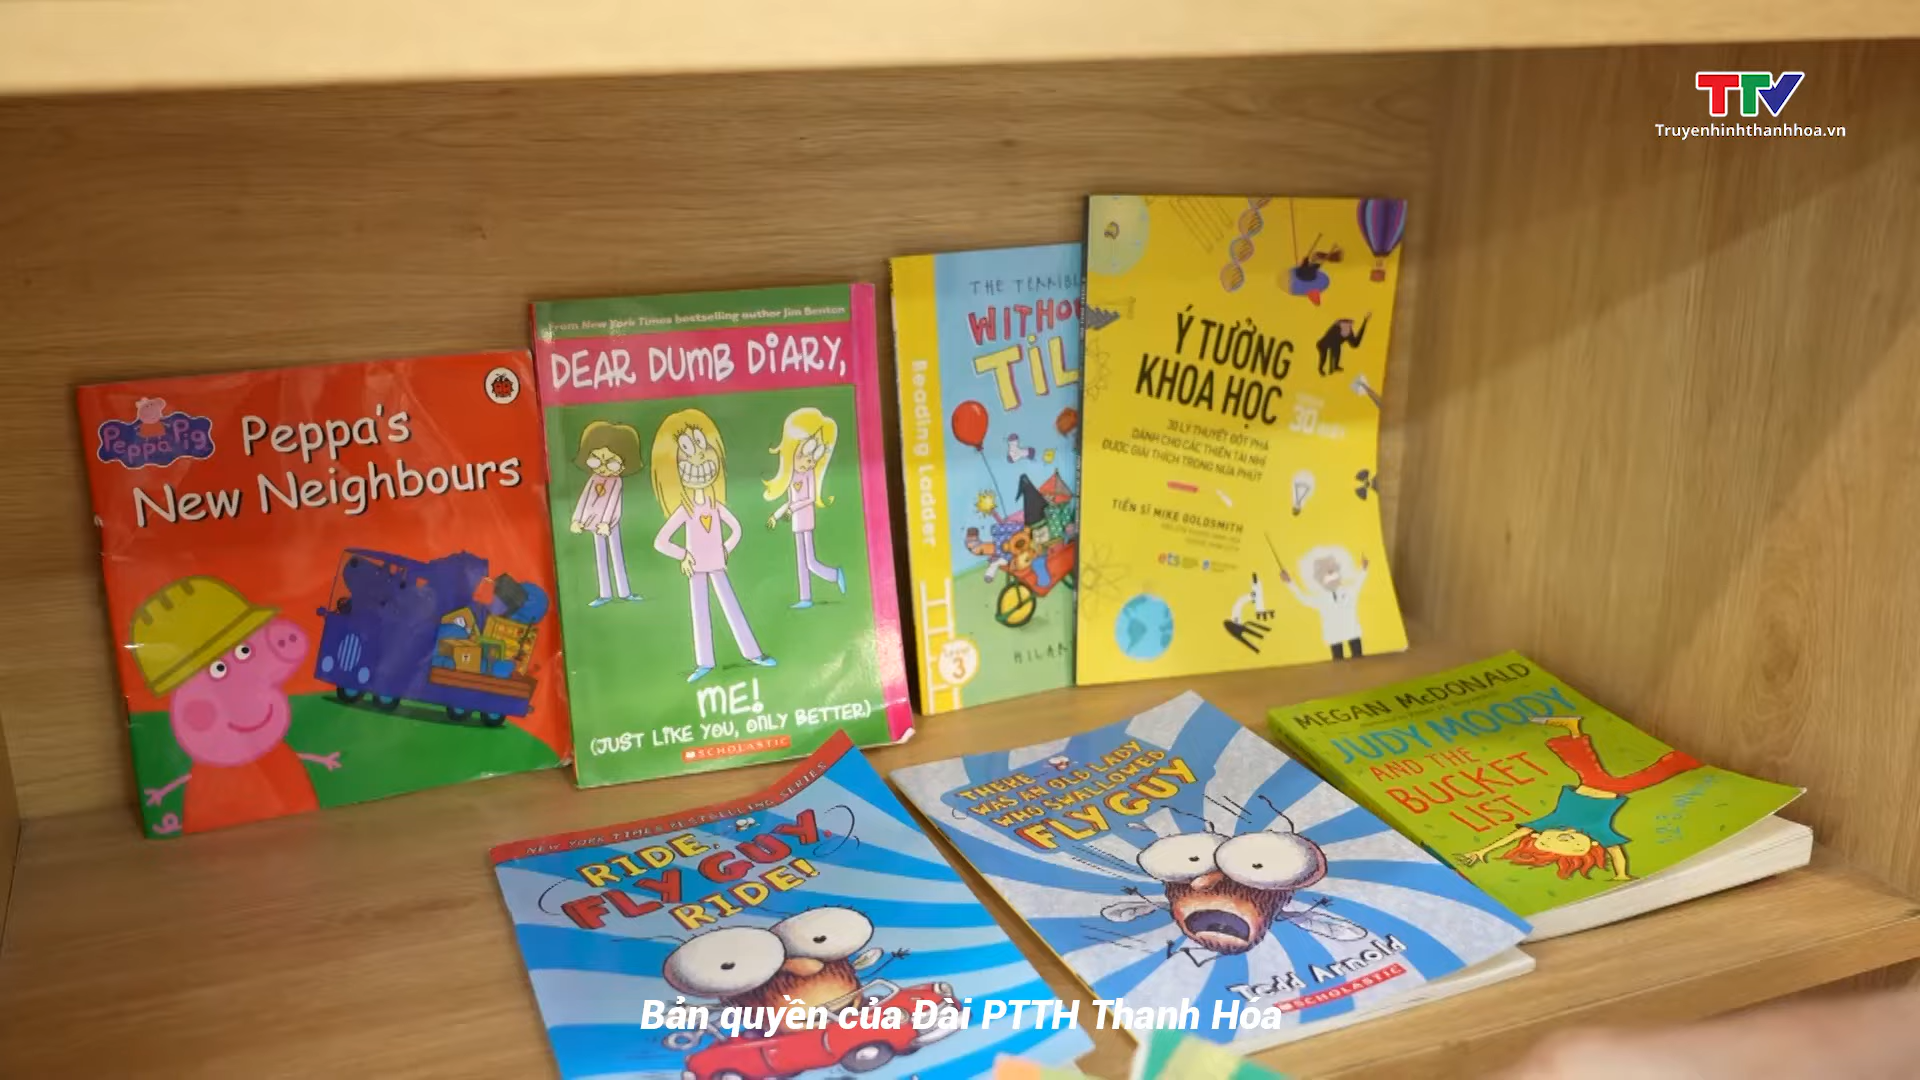 TTV
Truyenhinhthanhhoa.vn
Peppa Pig
Peppa's
New Neighbours
From New York Times bestselling author Jim Benton
DEAR DUMB DIARY,
ME!
(JUST LIKE YOU, ONLY BETTER)
SCHOLASTIC
Reading Ladder
Level
3
THE
TIL
HILAR
Ý TƯỞNG
KHOA HỌC
30
30 LÝ THUYẾT ĐỘT PHÁ
DÀNH CHO CÁC THIÊN TÀI NHÍ
ĐƯỢC GIẢI THÍCH TRONG NỬA PHÚT
TIẾN SĨ MIKE GOLDSMITH
ets
NEW YORK TIMES BESTSELLING SERIES
RIDE,
FLY GUY,
RIDE!
THERE
WAS AN OLD LADY
WHO SWALLOWED
FLY GUY
Tedd Arnold
SCHOLASTIC
MEGAN McDONALD
JUDY MOODY
AND THE
BUCKET
LIST
Bản quyền của Đài PTTH Thanh Hóa